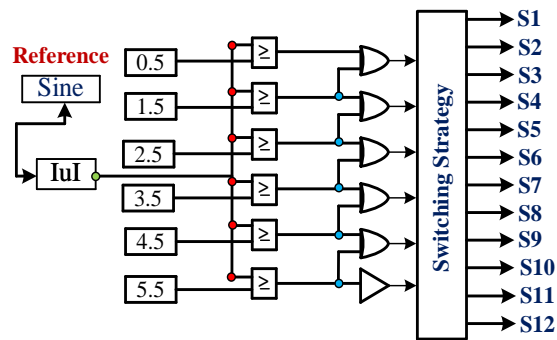 Reference
Sine
IuI
0.5
1.5
2.5
3.5
4.5
5.5
≥
≥
≥
≥
≥
≥
Switching Strategy
S1
S2
S3
S4
S5
S6
S7
S8
S9
S10
S11
S12